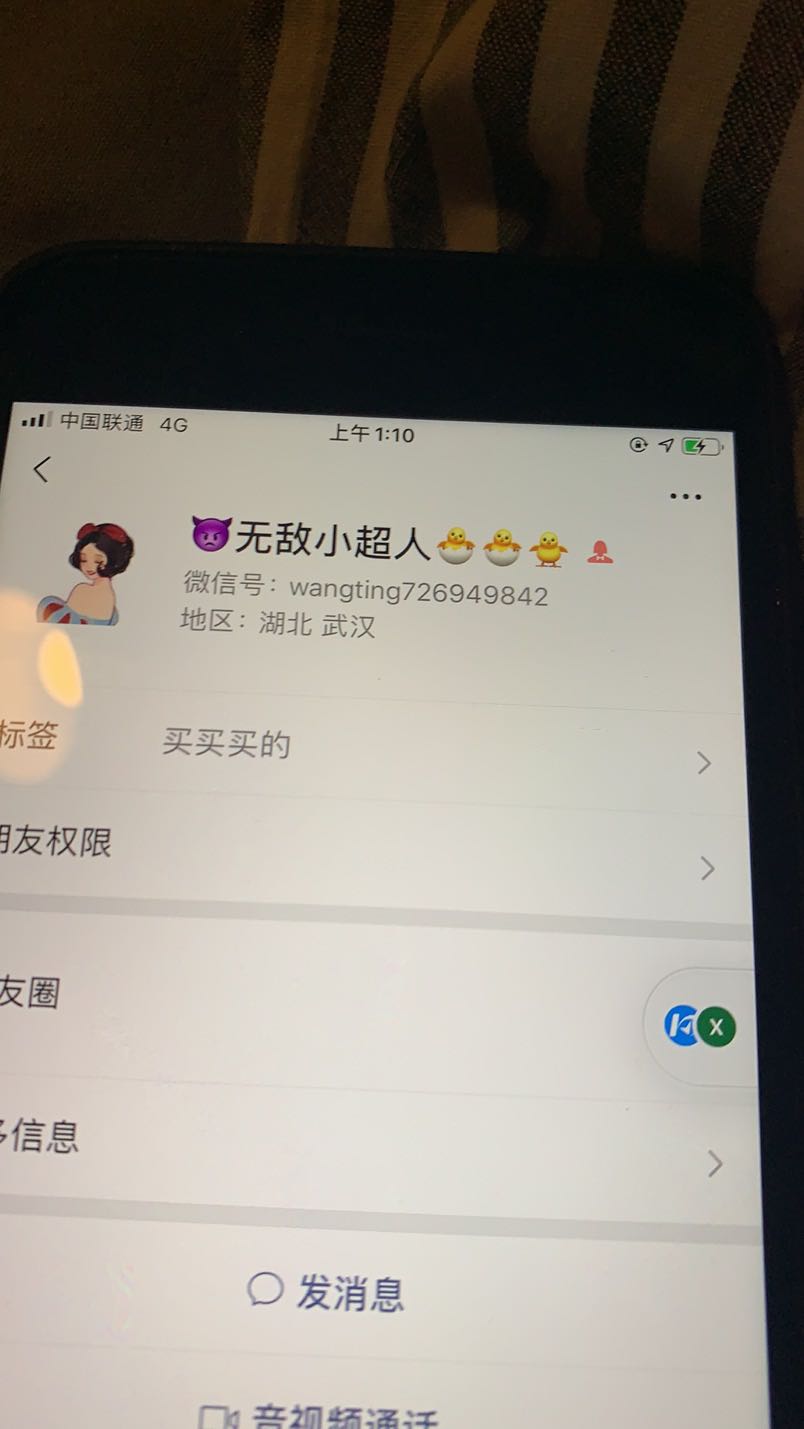 中国联通 4G 上午1:10
😈无敌小超人🐣🐣🐥
微信号：wangting726949842
地区：湖北 武汉
标签 买买买的
朋友权限
友圈
信息
X
发消息
音视频通话